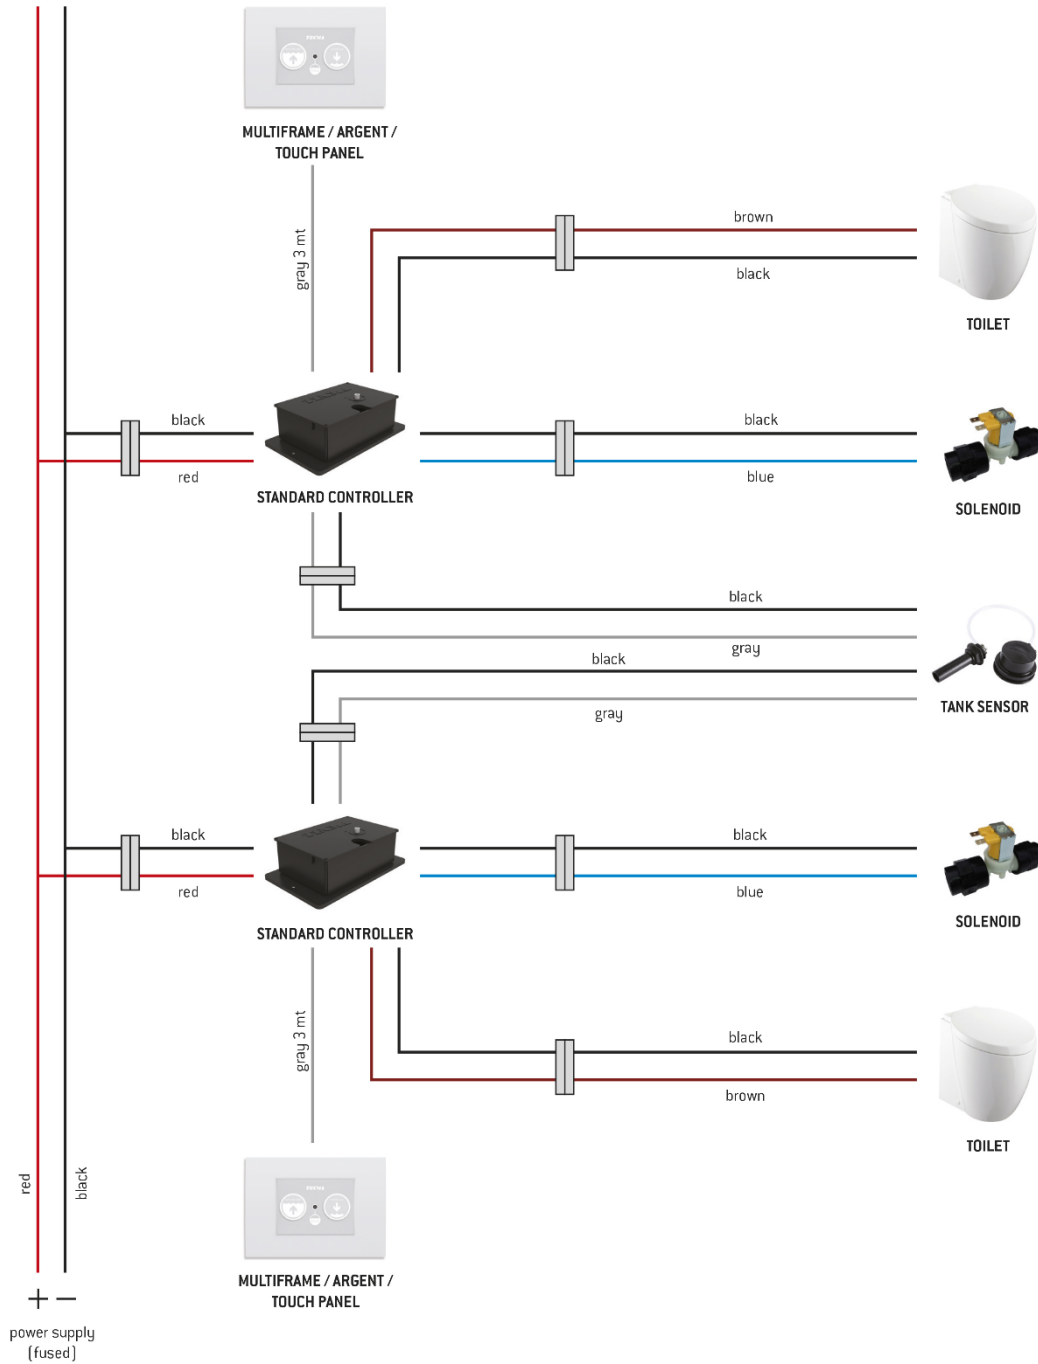 MULTIFRAME / ARGENT /
TOUCH PANEL
gray 3 mt
brown
black
TOILET
black
red
STANDARD CONTROLLER
black
blue
SOLENOID
black
gray
black
gray
TANK SENSOR
black
red
STANDARD CONTROLLER
black
blue
SOLENOID
gray 3 mt
black
brown
TOILET
red
black
MULTIFRAME / ARGENT /
TOUCH PANEL
+ −
power supply
(fused)